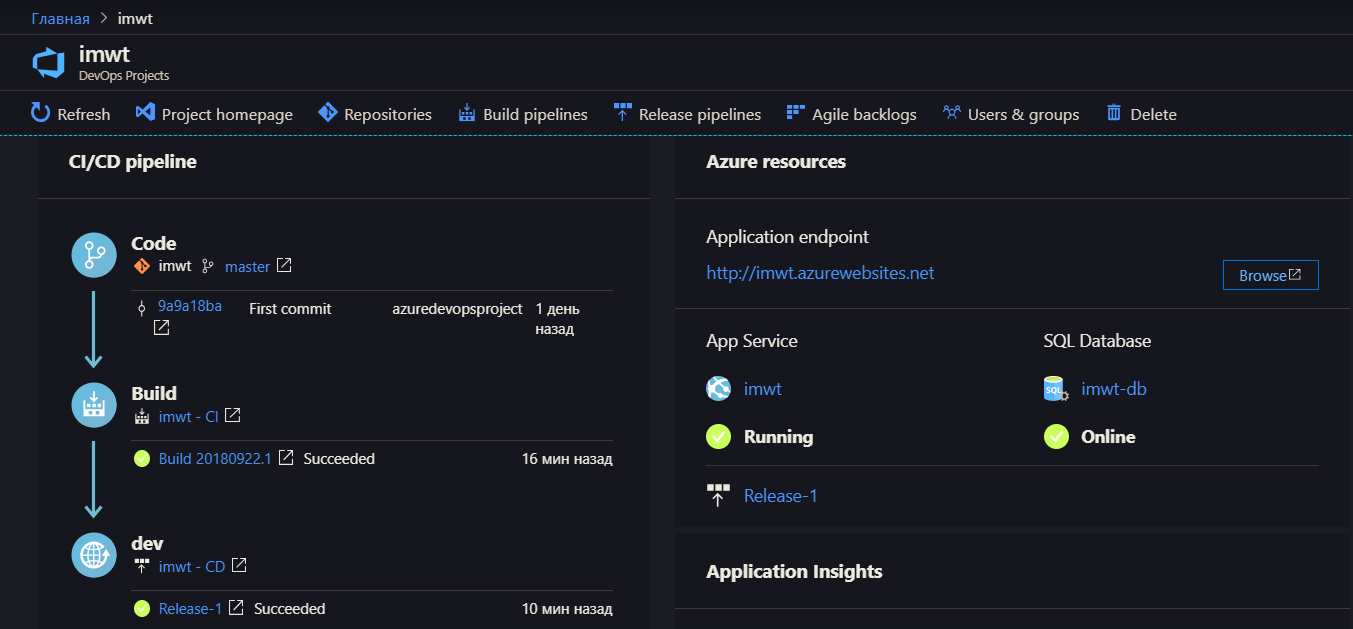 Главная > imwt
imwt
DevOps Projects
Refresh Project homepage Repositories Build pipelines Release pipelines Agile backlogs Users & groups Delete
CI/CD pipeline
Code
imwt master
9a9a18ba First commit azuredevopsproject 1 день
назад
Build
imwt - CI
Build 20180922.1 Succeeded 16 мин назад
dev
imwt - CD
Release-1 Succeeded 10 мин назад
Azure resources
Application endpoint
http://imwt.azurewebsites.net Browse
App Service SQL Database
imwt SQL imwt-db
Running Online
Release-1
Application Insights